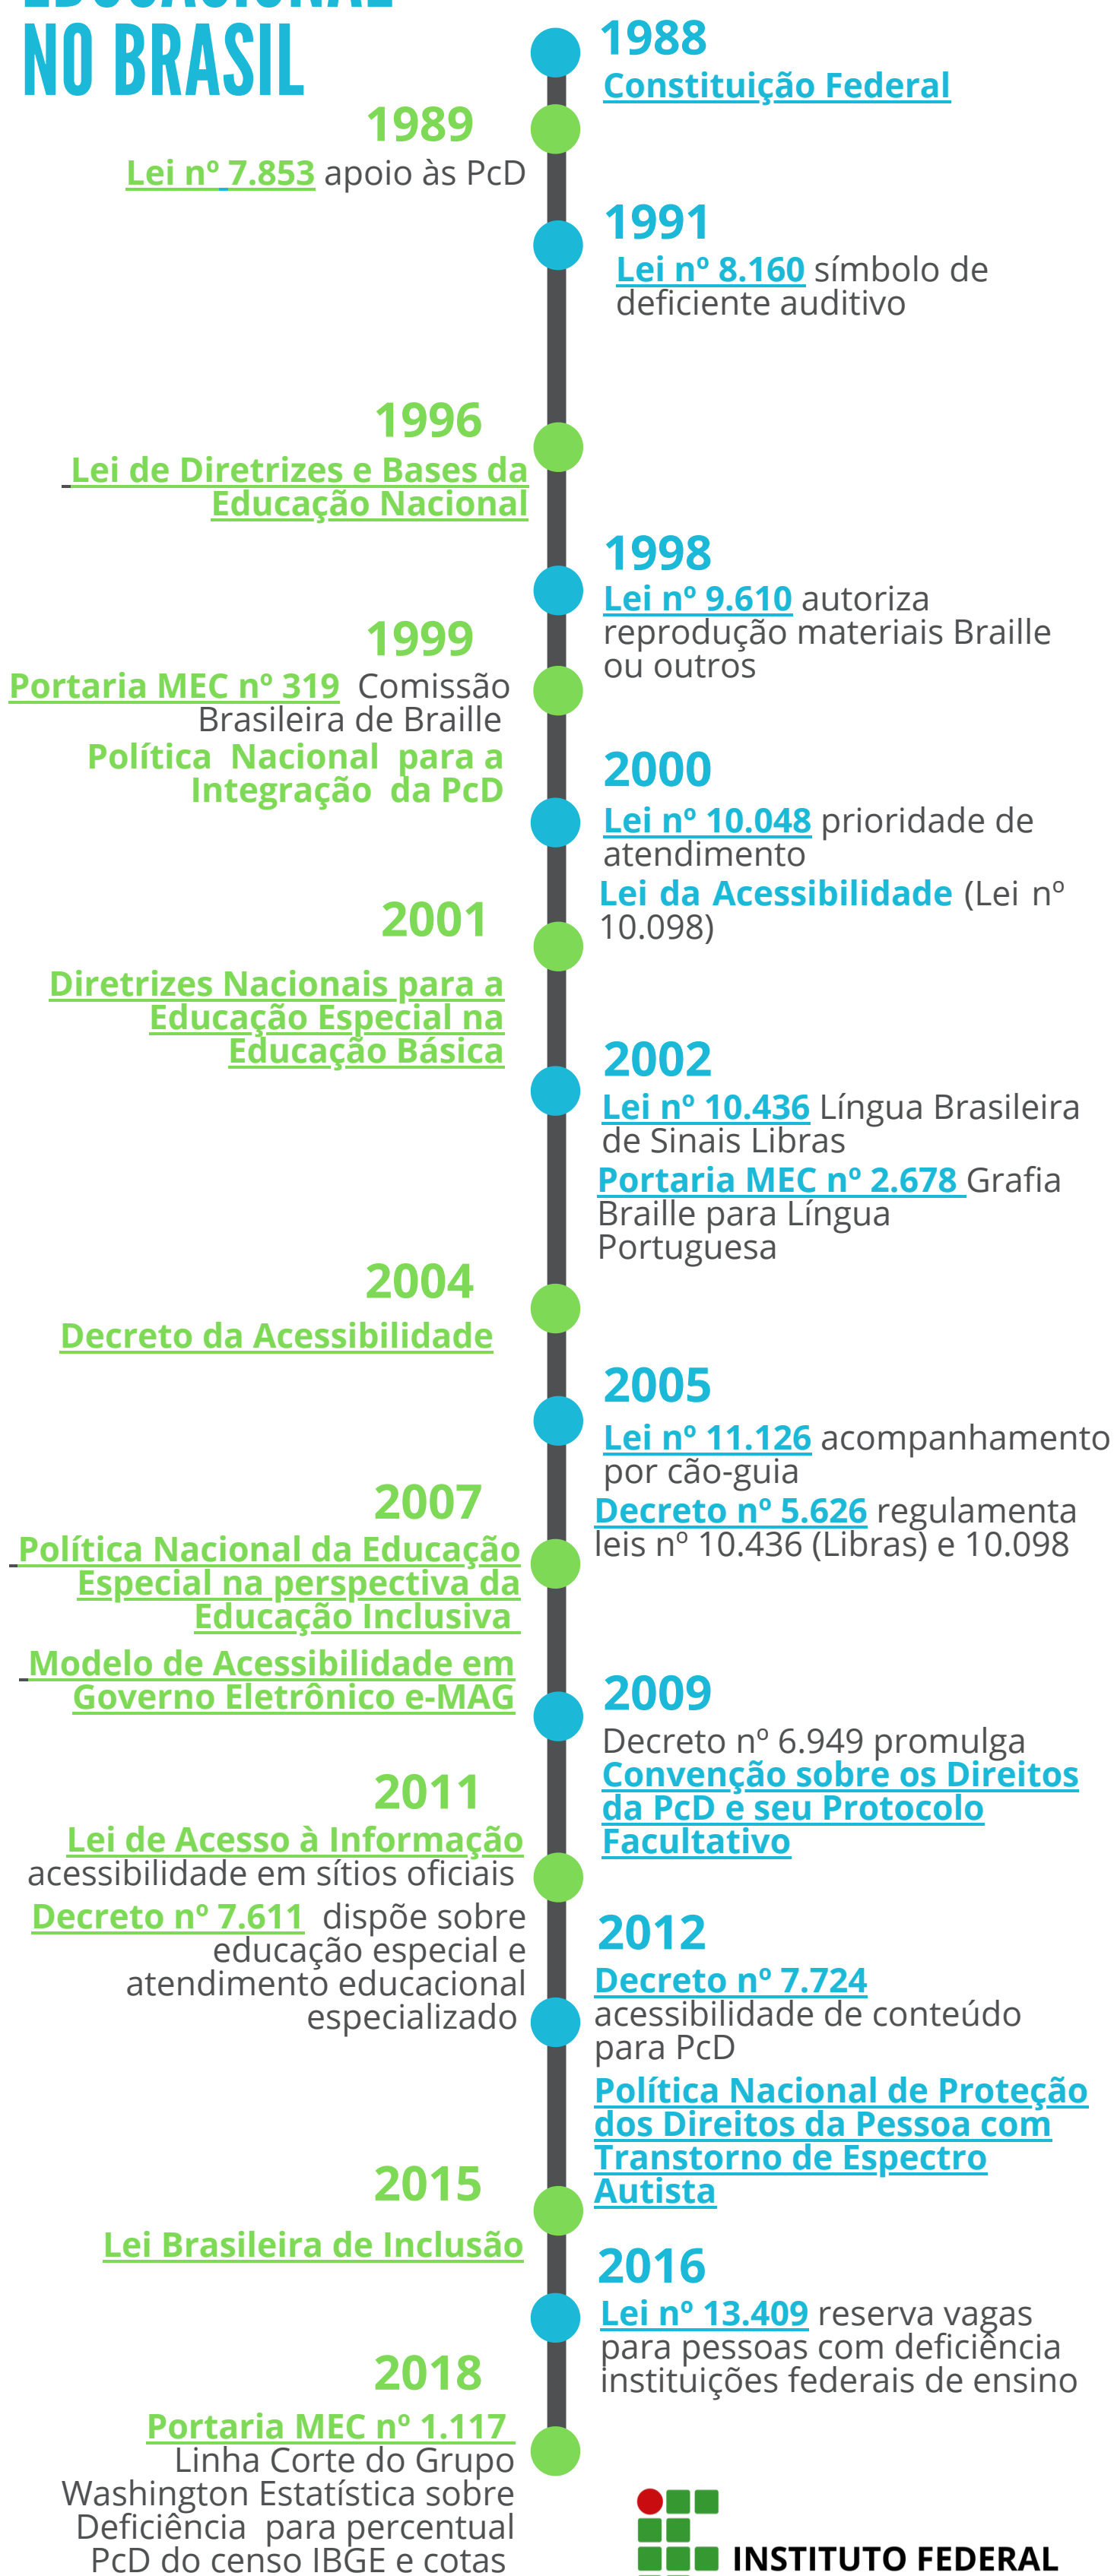 EDUCACIONAL
NO BRASIL
1988
Constituição Federal
1989
Lei nº 7.853 apoio às PcD
1991
Lei nº 8.160 símbolo de
deficiente auditivo
1996
Lei de Diretrizes e Bases da
Educação Nacional
1998
Lei nº 9.610 autoriza
reprodução materiais Braille
ou outros
1999
Portaria MEC nº 319 Comissão
Brasileira de Braille
Política Nacional para a
Integração da PcD
2000
Lei nº 10.048 prioridade de
atendimento
Lei da Acessibilidade (Lei nº
10.098)
2001
Diretrizes Nacionais para a
Educação Especial na
Educação Básica
2002
Lei nº 10.436 Língua Brasileira
de Sinais Libras
Portaria MEC nº 2.678 Grafia
Braille para Língua
Portuguesa
2004
Decreto da Acessibilidade
2005
Lei nº 11.126 acompanhamento
por cão-guia
Decreto nº 5.626 regulamenta
leis nº 10.436 (Libras) e 10.098
2007
Política Nacional da Educação
Especial na perspectiva da
Educação Inclusiva
Modelo de Acessibilidade em
Governo Eletrônico e-MAG
2009
Decreto nº 6.949 promulga
Convenção sobre os Direitos
da PcD e seu Protocolo
Facultativo
2011
Lei de Acesso à Informação
acessibilidade em sítios oficiais
Decreto nº 7.611 dispõe sobre
educação especial e
atendimento educacional
especializado
2012
Decreto nº 7.724
acessibilidade de conteúdo
para PcD
Política Nacional de Proteção
dos Direitos da Pessoa com
Transtorno de Espectro
Autista
2015
Lei Brasileira de Inclusão
2016
Lei nº 13.409 reserva vagas
para pessoas com deficiência
instituições federais de ensino
2018
Portaria MEC nº 1.117
Linha Corte do Grupo
Washington Estatística sobre
Deficiência para percentual
PcD do censo IBGE e cotas
INSTITUTO FEDERAL